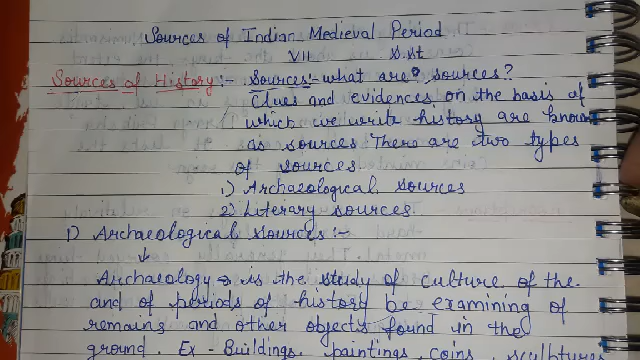 Sources of Indian Medieval Period
VII S.St
Sources of History :- Sources:- what are sources?
Clues and evidences on the basis of
which we write history are known
as sources There are two types
of sources.
1) Archaeological sources
2) Literary sources.
1) Archaeological sources :-
↓
Archaeology → is the study of culture of the
and of periods of history be examining of
remains and other objects found in the
ground. Ex - Buildings, paintings, coins, sculptures